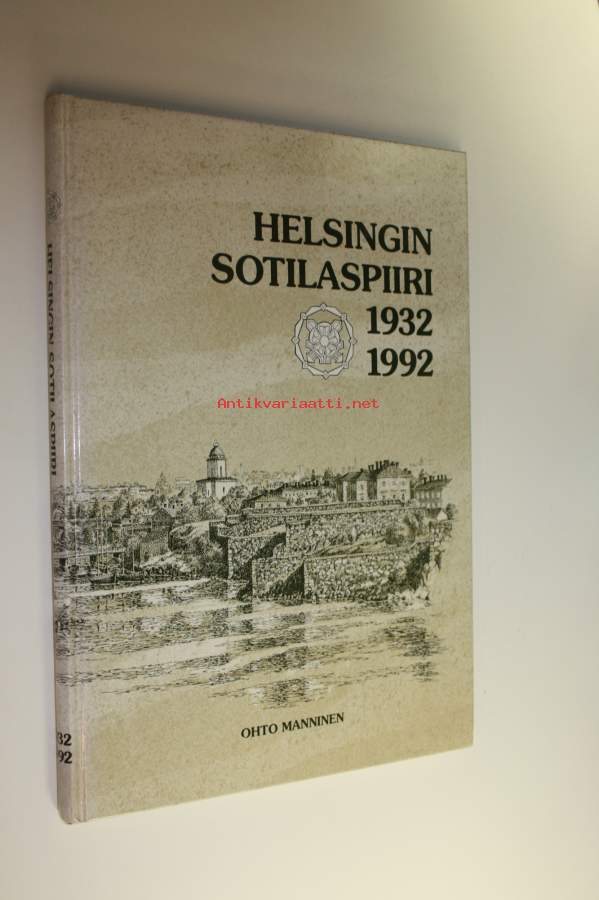 HELSINGIN
SOTILASPIIRI
1932
1992
Antikvariaatti.net
OHTO MANNINEN
HELSINGIN SOTILASPIIRI
32
92